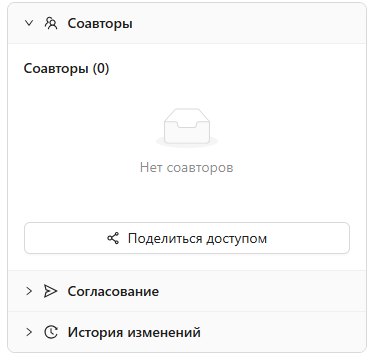 Соавторы
Соавторы (0)
Нет соавторов
Поделиться доступом
Согласование
История изменений